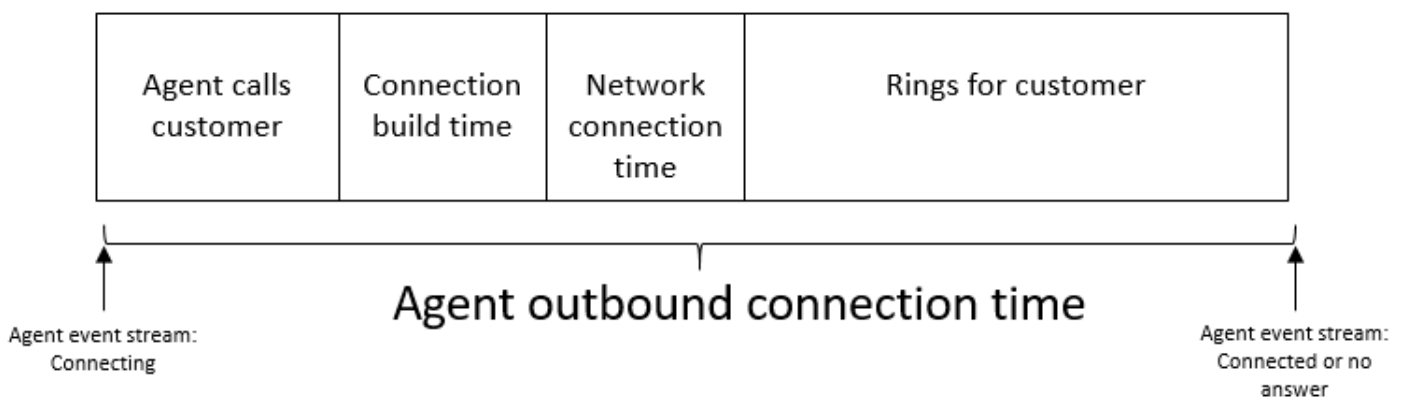 Agent calls
customer
Connection
build time
Network
connection
time
Rings for customer
Agent outbound connection time
Agent event stream:
Connecting
Agent event stream:
Connected or no
answer